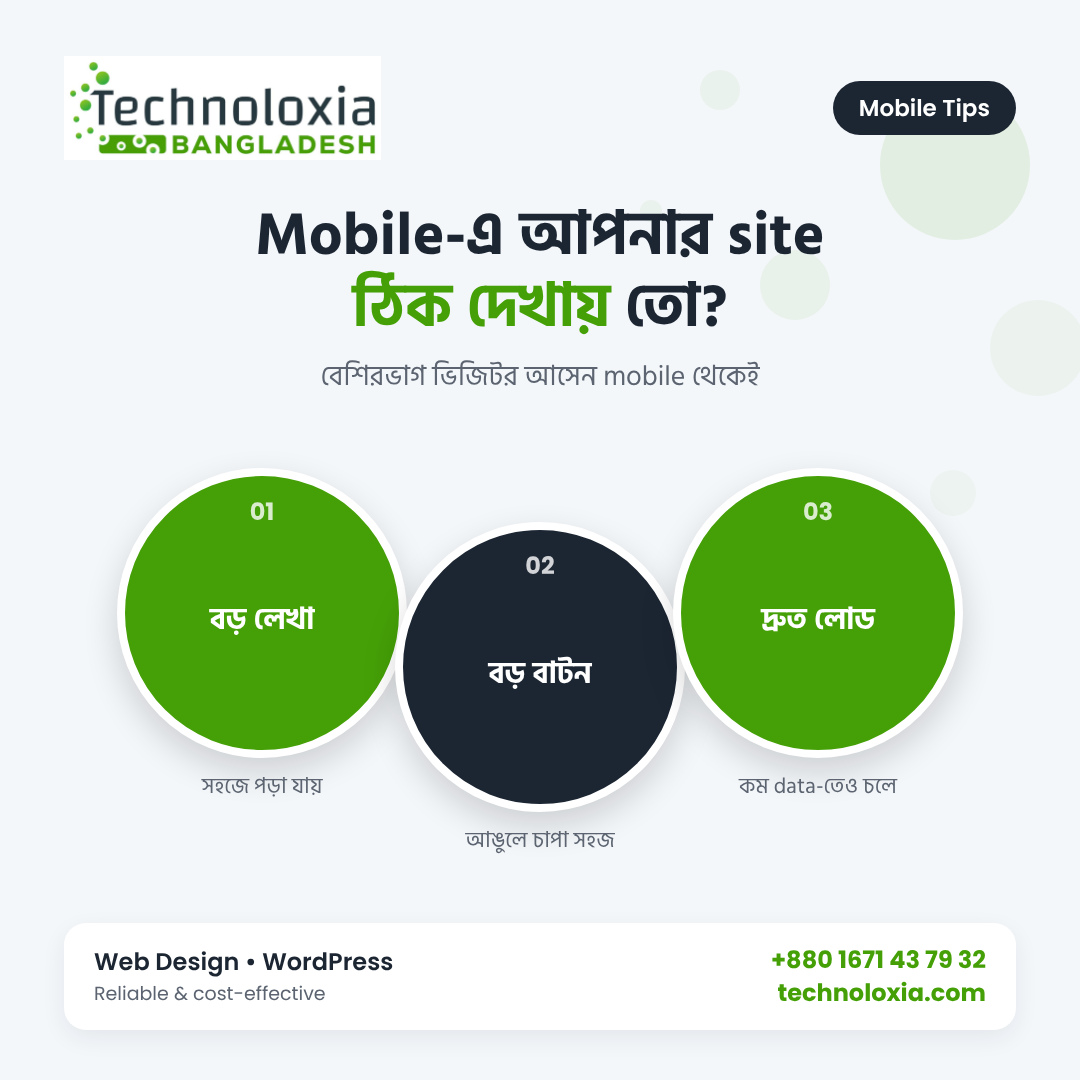 Technoloxia
BANGLADESH
Mobile Tips
Mobile-এ আপনার site
ঠিক দেখায় তো?
বেশিরভাগ ভিজিটর আসেন mobile থেকেই
01
বড় লেখা
সহজে পড়া যায়
02
বড় বাটন
আঙুলে চাপা সহজ
03
দ্রুত লোড
কম data-তেও চলে
Web Design • WordPress
Reliable & cost-effective
+880 1671 43 79 32
technoloxia.com